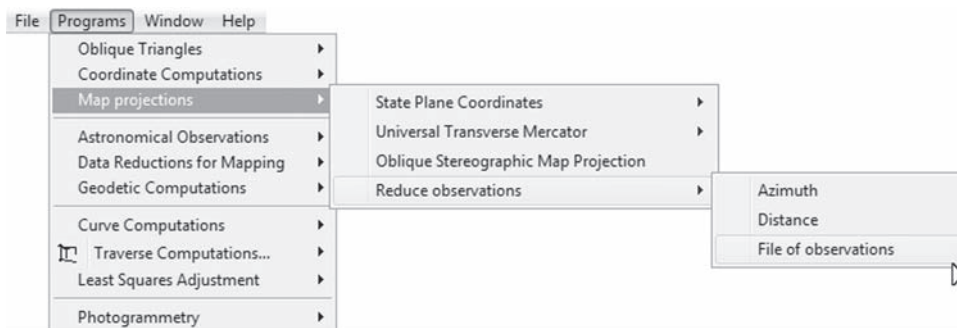 File Programs Window Help
Oblique Triangles
Coordinate Computations
Map projections
Astronomical Observations
Data Reductions for Mapping
Geodetic Computations
Curve Computations
Traverse Computations...
Least Squares Adjustment
Photogrammetry
State Plane Coordinates
Universal Transverse Mercator
Oblique Stereographic Map Projection
Reduce observations
Azimuth
Distance
File of observations